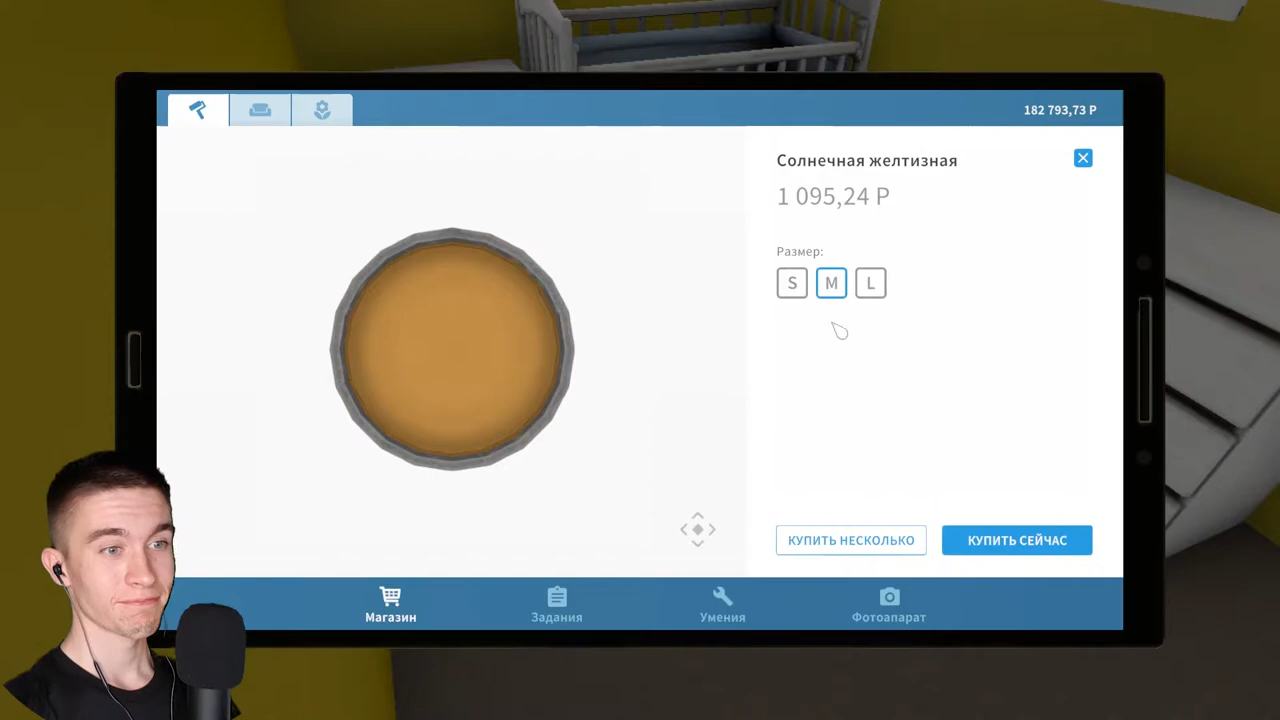 182 793,73 Р
Солнечная желтизная
1 095,24 Р
Размер:
S M L
КУПИТЬ НЕСКОЛЬКО КУПИТЬ СЕЙЧАС
Магазин Задания Умения Фотоапарат